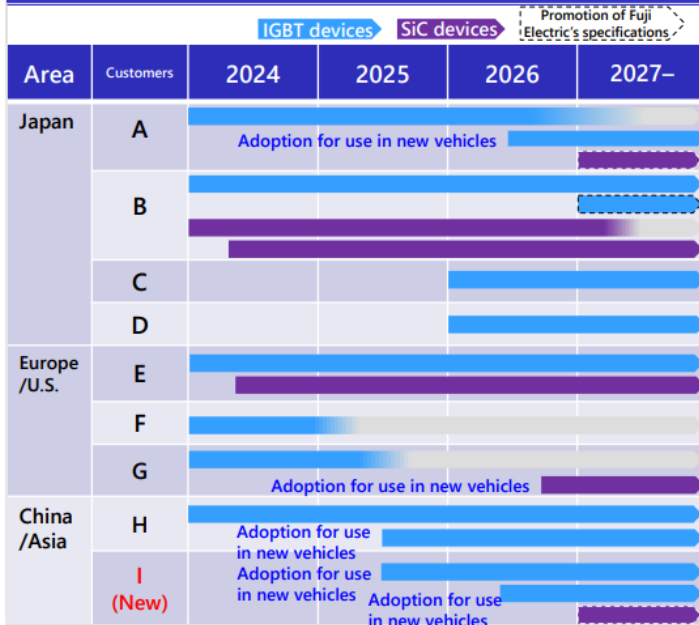 IGBT devices
SiC devices
Promotion of Fuji
Electric's specifications
Area
Customers
2024
2025
2026
2027–
Japan
A
Adoption for use in new vehicles
B
C
D
Europe
/U.S.
E
F
G
Adoption for use in new vehicles
China
/Asia
H
Adoption for use
in new vehicles
I
(New)
Adoption for use
in new vehicles
Adoption for use
in new vehicles